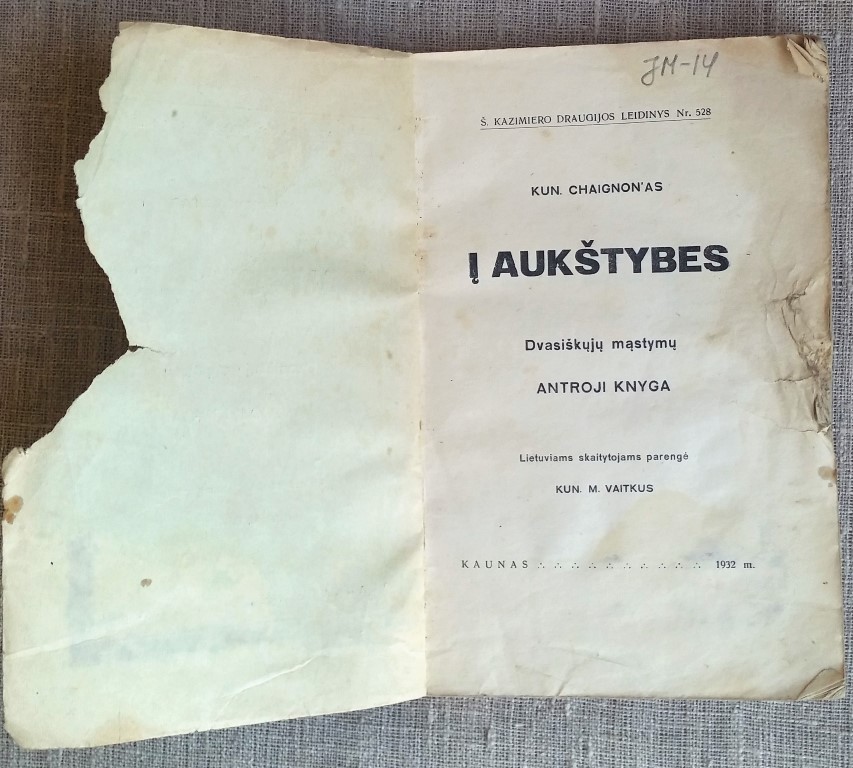 JM-14
Š. KAZIMIERO DRAUGIJOS LEIDINYS Nr. 528
KUN. CHAIGNON'AS
Į AUKŠTYBES
Dvasiškųjų mąstymų
ANTROJI KNYGA
Lietuviams skaitytojams parengė
KUN. M. VAITKUS
KAUNAS ∴ ∴ ∴ ∴ ∴ ∴ ∴ ∴ ∴ ∴ 1932 m.